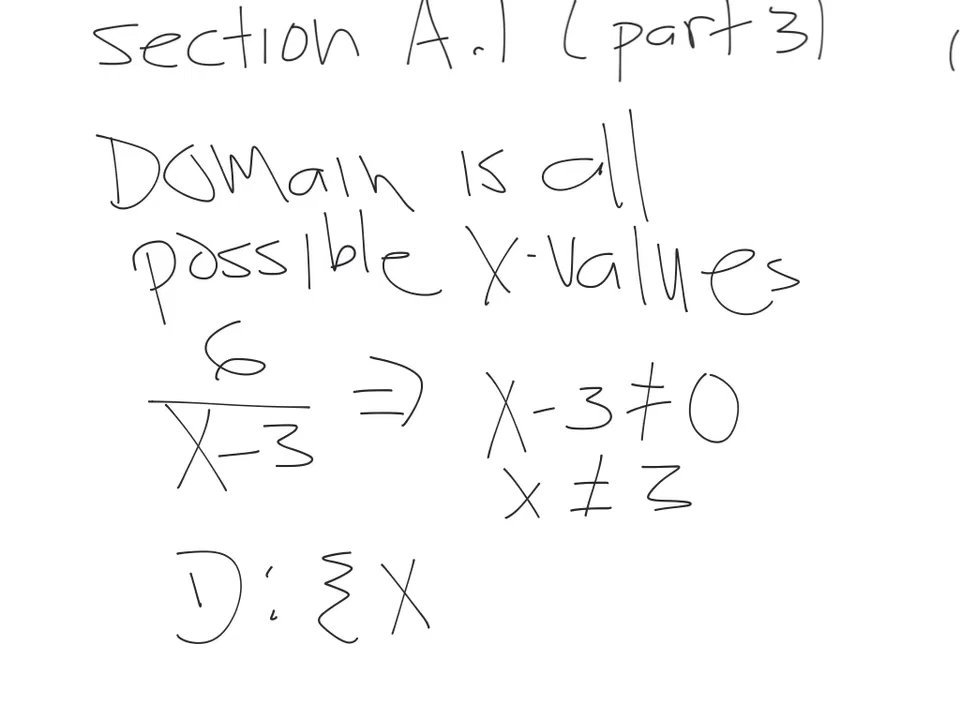 section A.1 (part 3) (
Domain is all
possible x-values
6
x-3 ⇒ x-3≠0
x≠3
D: {x